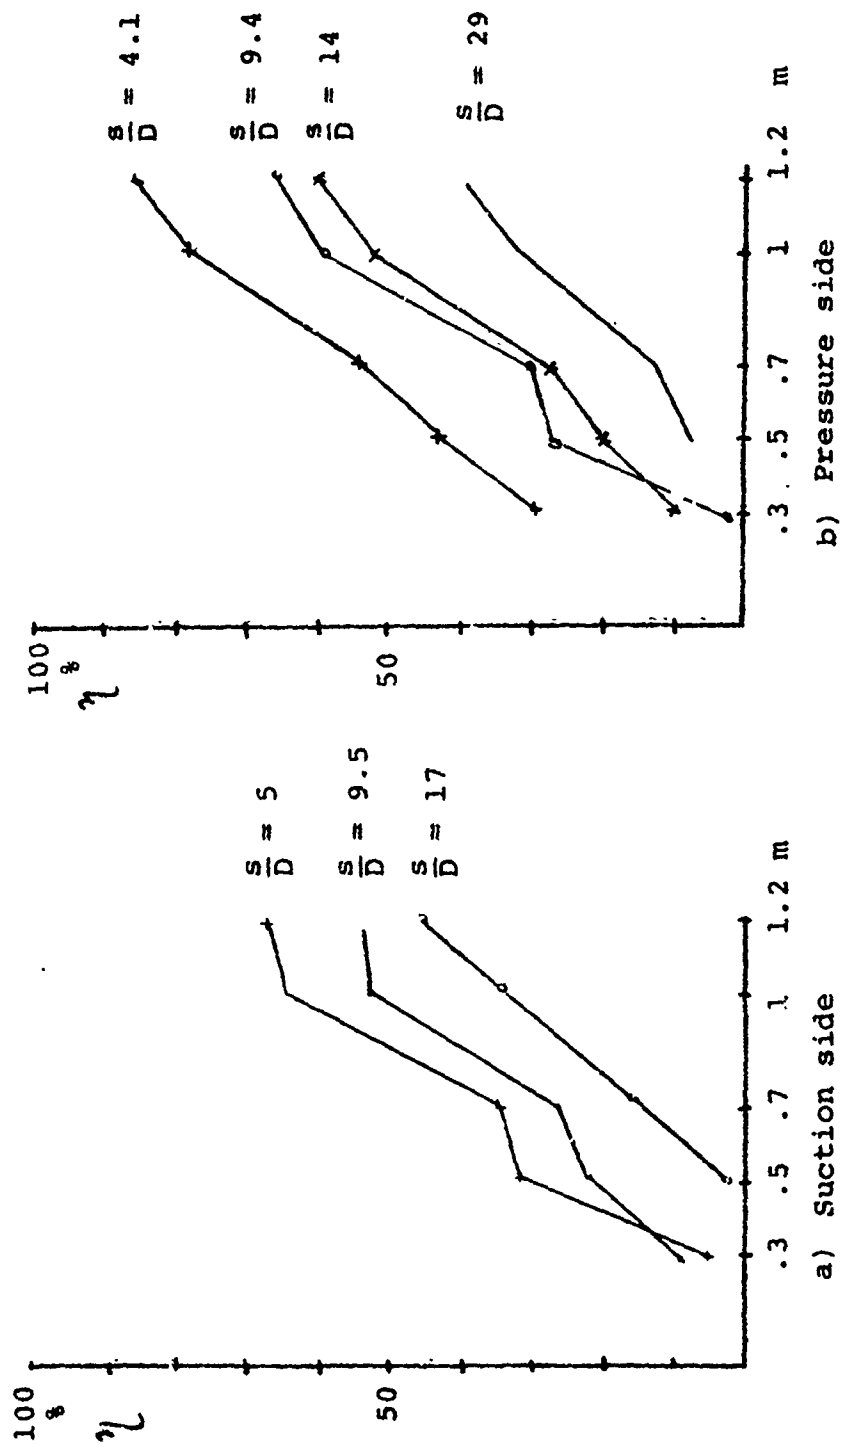 100
η %
50
s/D = 5
s/D = 9.5
s/D = 17
.3 .5 .7 1 1.2 m
a) Suction side
100
η %
50
s/D = 4.1
s/D = 9.4
s/D = 14
s/D = 29
.3 .5 .7 1 1.2 m
b) Pressure side